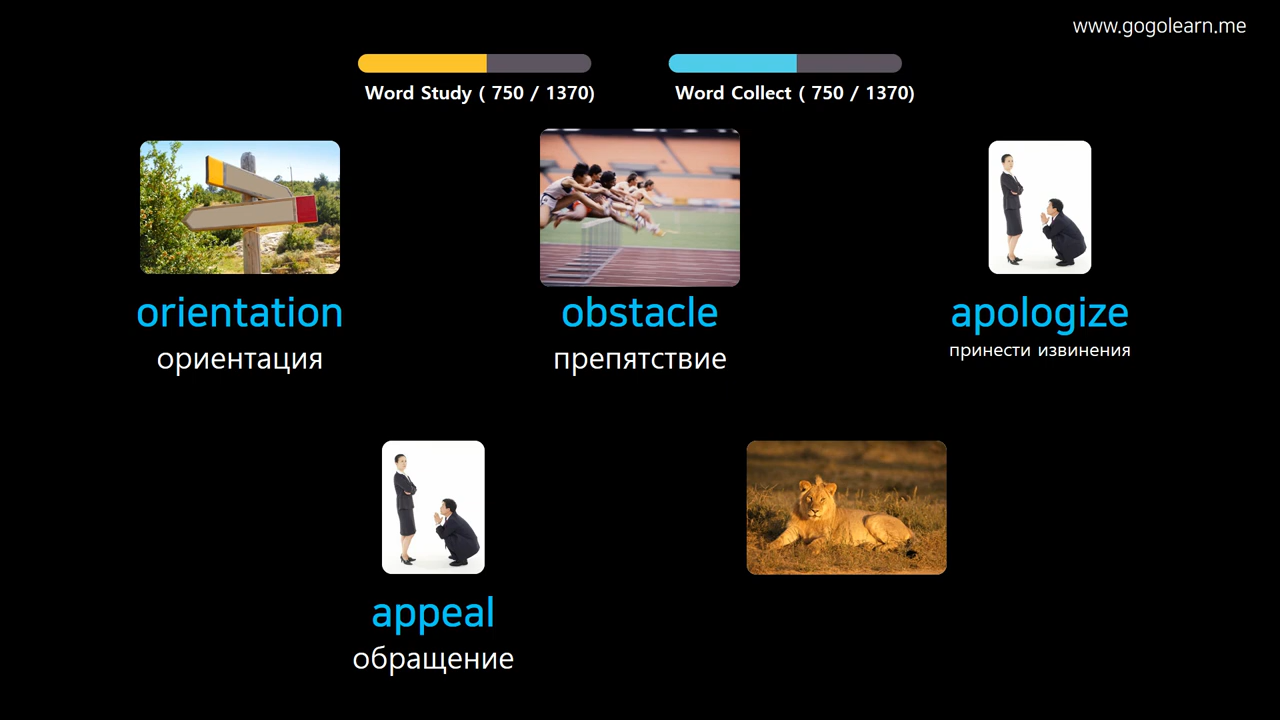 www.gogolearn.me
Word Study ( 750 / 1370)
Word Collect ( 750 / 1370)
orientation
ориентация
obstacle
препятствие
apologize
принести извинения
appeal
обращение